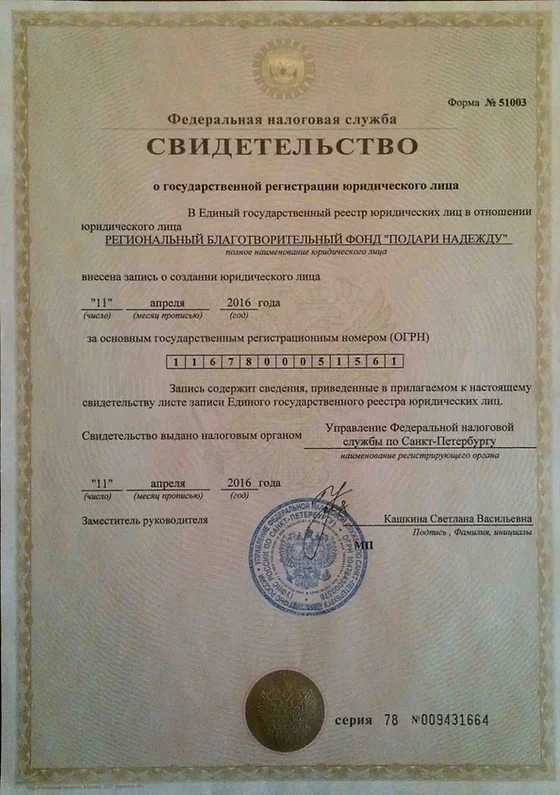 Форма № 51003
Федеральная налоговая служба
СВИДЕТЕЛЬСТВО
о государственной регистрации юридического лица
В Единый государственный реестр юридических лиц в отношении
юридического лица
РЕГИОНАЛЬНЫЙ БЛАГОТВОРИТЕЛЬНЫЙ ФОНД "ПОДАРИ НАДЕЖДУ"
полное наименование юридического лица
внесена запись о создании юридического лица
"11" апреля 2016 года
(число) (месяц прописью) (год)
за основным государственным регистрационным номером (ОГРН)
1 1 6 7 8 0 0 0 5 1 5 6 1
Запись содержит сведения, приведенные в прилагаемом к настоящему
свидетельству листе записи Единого государственного реестра юридических лиц.
Свидетельство выдано налоговым органом Управление Федеральной налоговой
службы по Санкт-Петербургу
наименование регистрирующего органа
"11" апреля 2016 года
(число) (месяц прописью) (год)
Заместитель руководителя Кашкина Светлана Васильевна
Подпись , Фамилия, инициалы
МП
серия 78 №009431664